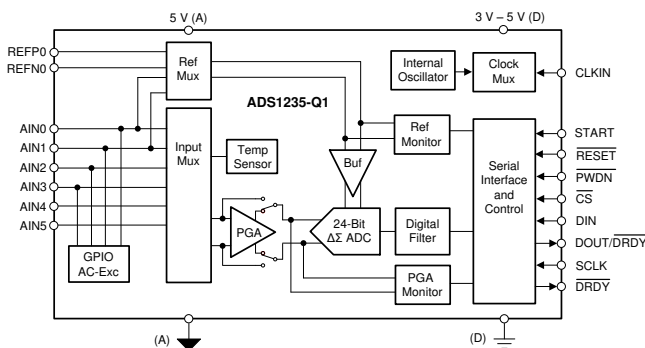 5 V (A)
3 V – 5 V (D)
REFP0
REFN0
Ref
Mux
Internal
Oscillator
Clock
Mux
CLKIN
ADS1235-Q1
AIN0
AIN1
AIN2
AIN3
AIN4
AIN5
Input
Mux
Temp
Sensor
Ref
Monitor
Buf
Serial
Interface
and
Control
START
RESET
PWDN
CS
DIN
DOUT/DRDY
SCLK
DRDY
PGA
24-Bit
ΔΣ ADC
Digital
Filter
GPIO
AC-Exc
PGA
Monitor
(A)
(D)